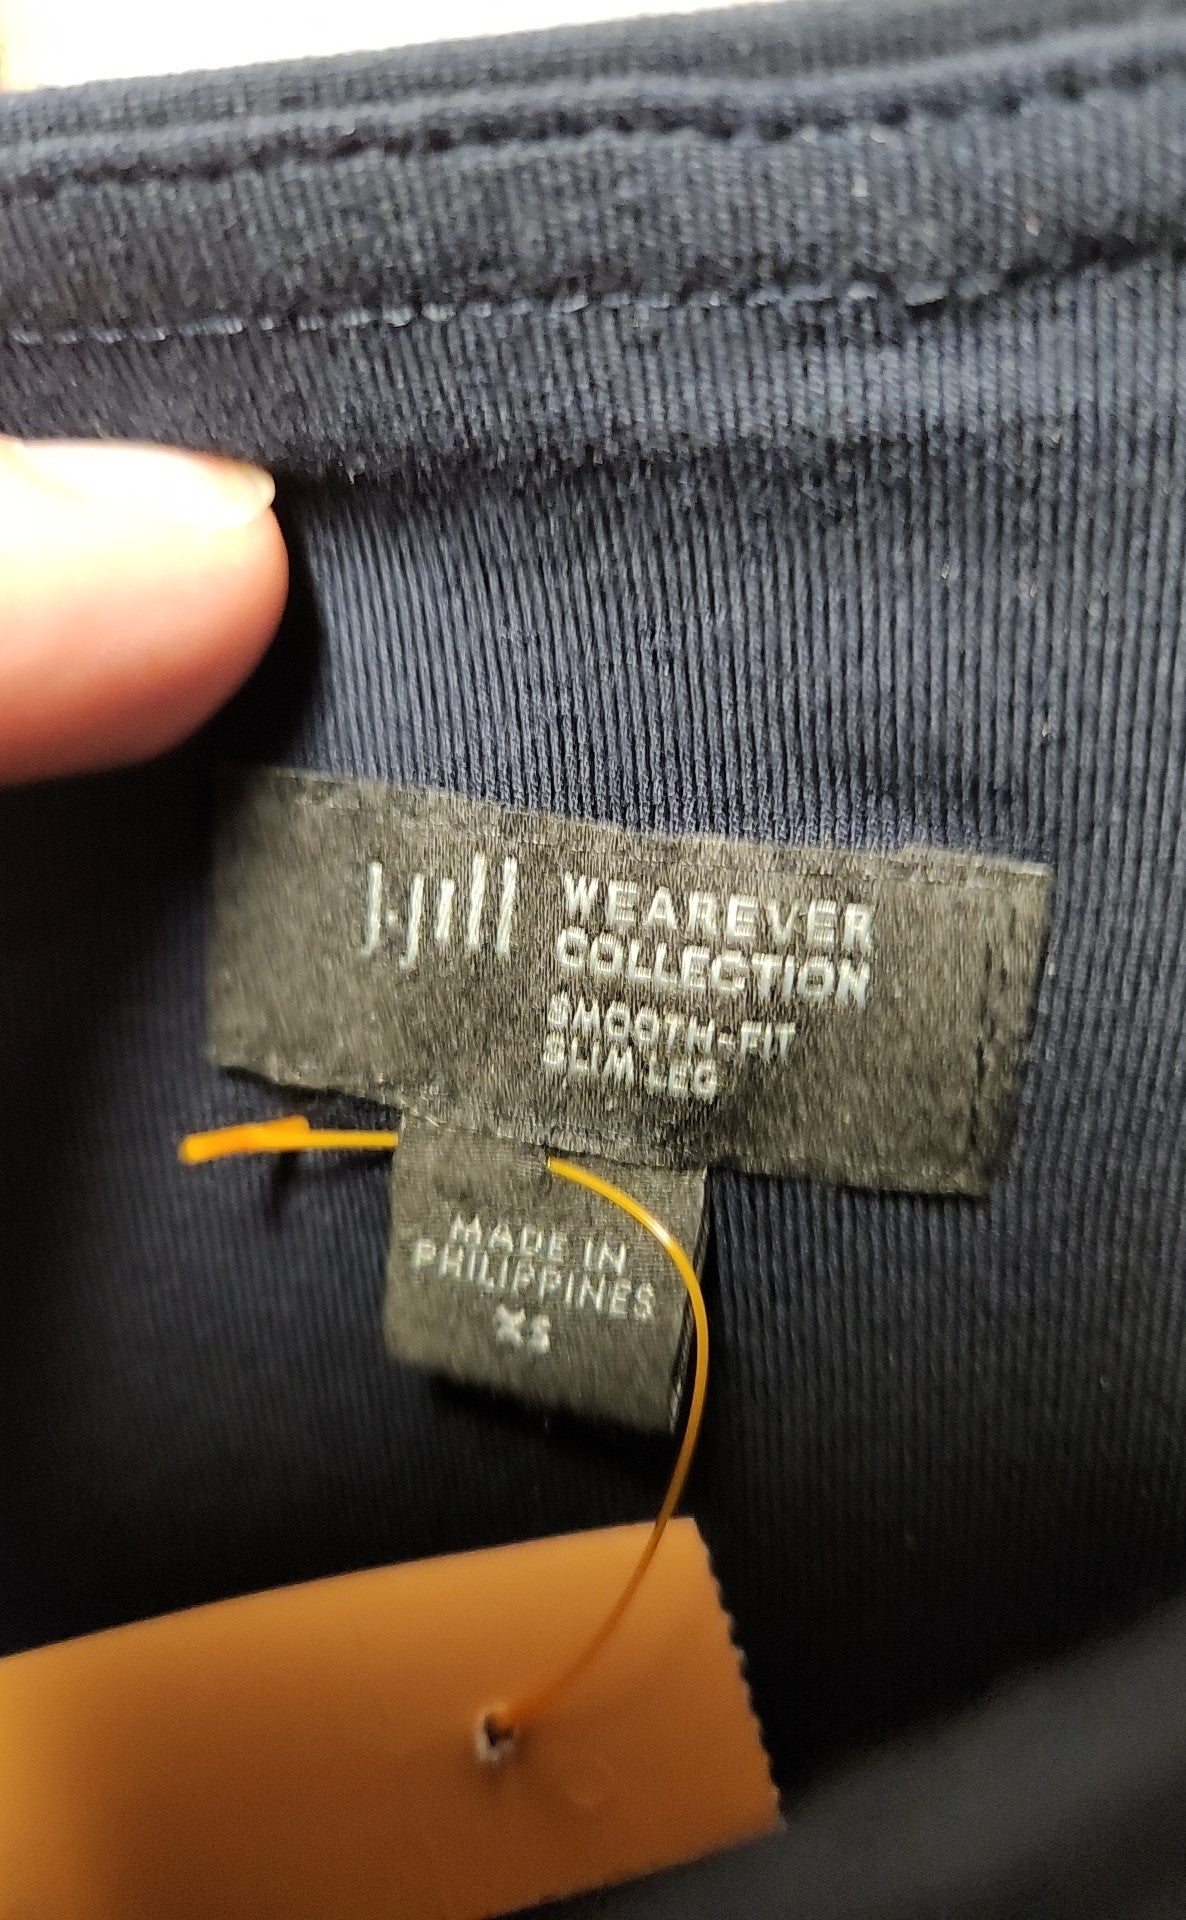 J.Jill
WEAREVER
COLLECTION
SMOOTH-FIT
SLIM LEG
MADE IN
PHILIPPINES
XS